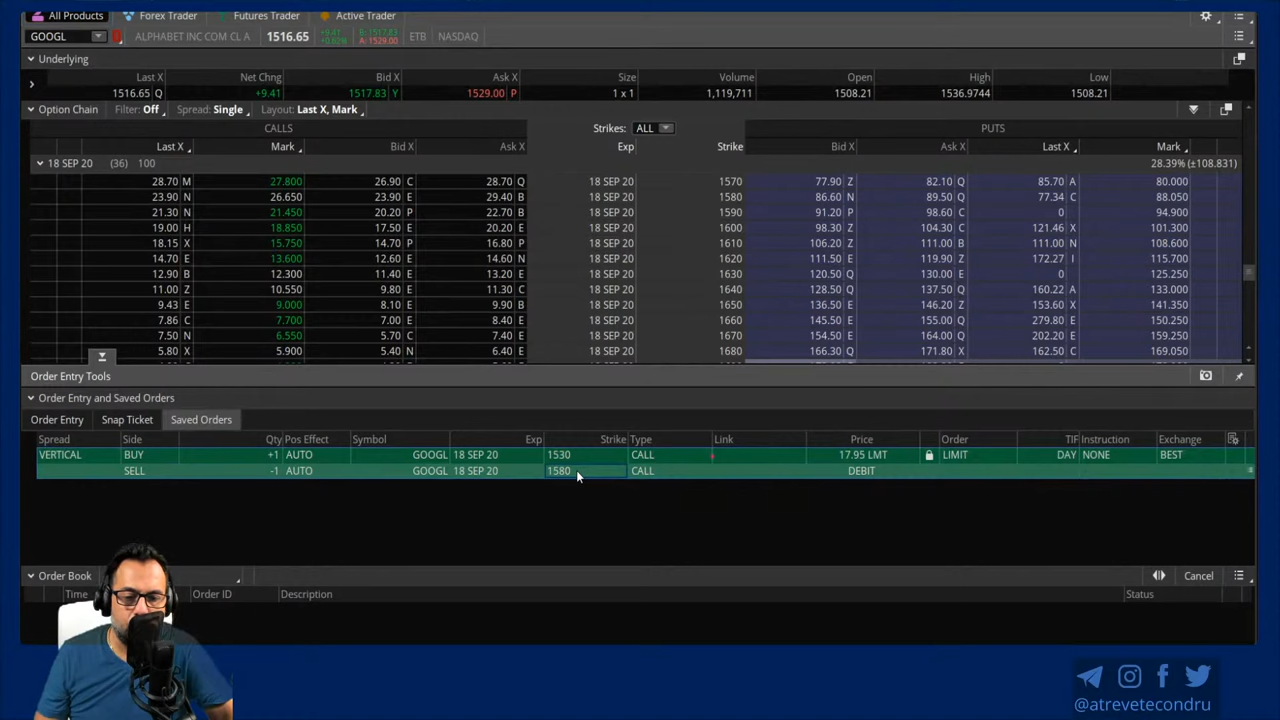 All Products Forex Trader Futures Trader Active Trader
GOOGL ALPHABET INC COM CL A 1516.65 +9.41 +0.62% B: 1517.83 A: 1529.00 ETB NASDAQ
Underlying
Last X Net Chng Bid X Ask X Size Volume Open High Low
1516.65 Q +9.41 1517.83 Y 1529.00 P 1 x 1 1,119,711 1508.21 1536.9744 1508.21
Option Chain Filter: Off Spread: Single Layout: Last X, Mark
CALLS Strikes: ALL PUTS
Last X Mark Bid X Ask X Exp Strike Bid X Ask X Last X Mark
18 SEP 20 (36) 100 28.39% (±108.831)
28.70 M 27.800 26.90 C 28.70 Q 18 SEP 20 1570 77.90 Z 82.10 Q 85.70 A 80.000
23.90 N 26.650 23.90 E 29.40 B 18 SEP 20 1580 86.60 N 89.50 Q 77.34 C 88.050
21.30 N 21.450 20.20 P 22.70 B 18 SEP 20 1590 91.20 P 98.60 C 0 94.900
19.00 H 18.850 17.50 E 20.20 E 18 SEP 20 1600 98.30 Z 104.30 C 121.46 X 101.300
18.15 X 15.750 14.70 P 16.80 P 18 SEP 20 1610 106.20 Z 111.00 B 111.00 N 108.600
14.70 E 13.600 12.60 E 14.60 N 18 SEP 20 1620 111.50 E 119.90 Z 172.27 I 115.700
12.90 B 12.300 11.40 E 13.20 E 18 SEP 20 1630 120.50 Q 130.00 E 0 125.250
11.00 Z 10.550 9.80 E 11.30 C 18 SEP 20 1640 128.50 Q 137.50 Q 160.22 A 133.000
9.43 E 9.000 8.10 E 9.90 B 18 SEP 20 1650 136.50 E 146.20 Z 153.60 X 141.350
7.86 C 7.700 7.00 E 8.40 E 18 SEP 20 1660 145.50 E 155.00 Q 279.80 E 150.250
7.50 N 6.550 5.70 C 7.40 E 18 SEP 20 1670 154.50 E 164.00 Q 202.20 E 159.250
5.80 X 5.900 5.40 N 6.40 E 18 SEP 20 1680 166.30 Q 171.80 X 162.50 C 169.050
Order Entry Tools
Order Entry and Saved Orders
Order Entry Snap Ticket Saved Orders
Spread Side Qty Pos Effect Symbol Exp Strike Type Link Price Order TIF Instruction Exchange
VERTICAL BUY +1 AUTO GOOGL 18 SEP 20 1530 CALL 17.95 LMT LIMIT DAY NONE BEST
SELL -1 AUTO GOOGL 18 SEP 20 1580 CALL DEBIT
Order Book Cancel
Time Order ID Description Status
@atrevetecondru